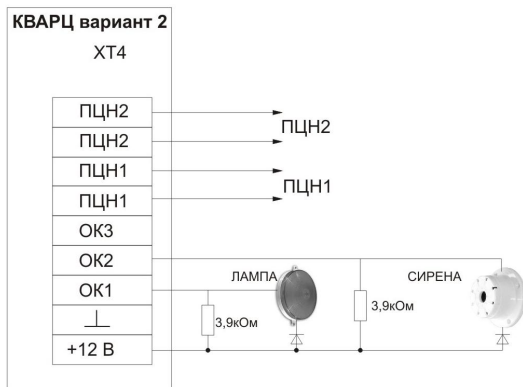 КВАРЦ вариант 2
ХТ4
ПЦН2
ПЦН2
ПЦН2
ПЦН1
ПЦН1
ПЦН1
ОК3
ОК2
ЛАМПА
СИРЕНА
ОК1
3,9кОм
3,9кОм
+12 В